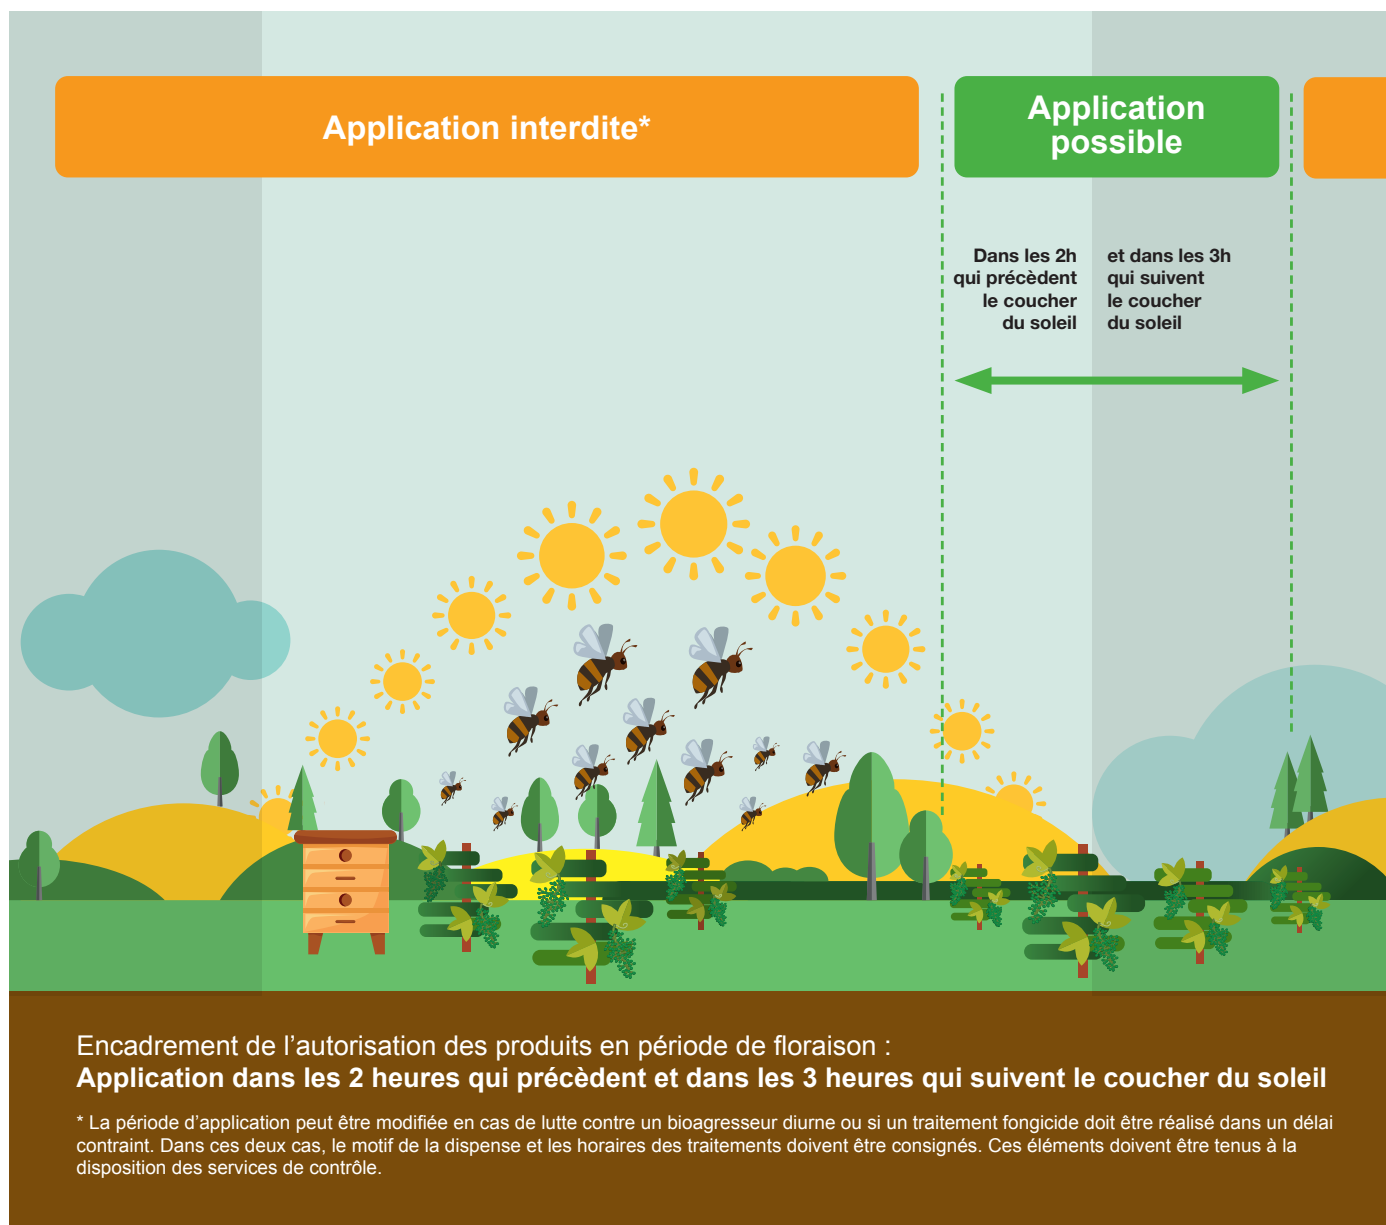 Application interdite*
Application
possible
Dans les 2h
qui précèdent
le coucher
du soleil
et dans les 3h
qui suivent
le coucher
du soleil
Encadrement de l’autorisation des produits en période de floraison :
Application dans les 2 heures qui précèdent et dans les 3 heures qui suivent le coucher du soleil
* La période d’application peut être modifiée en cas de lutte contre un bioagresseur diurne ou si un traitement fongicide doit être réalisé dans un délai
contraint. Dans ces deux cas, le motif de la dispense et les horaires des traitements doivent être consignés. Ces éléments doivent être tenus à la
disposition des services de contrôle.